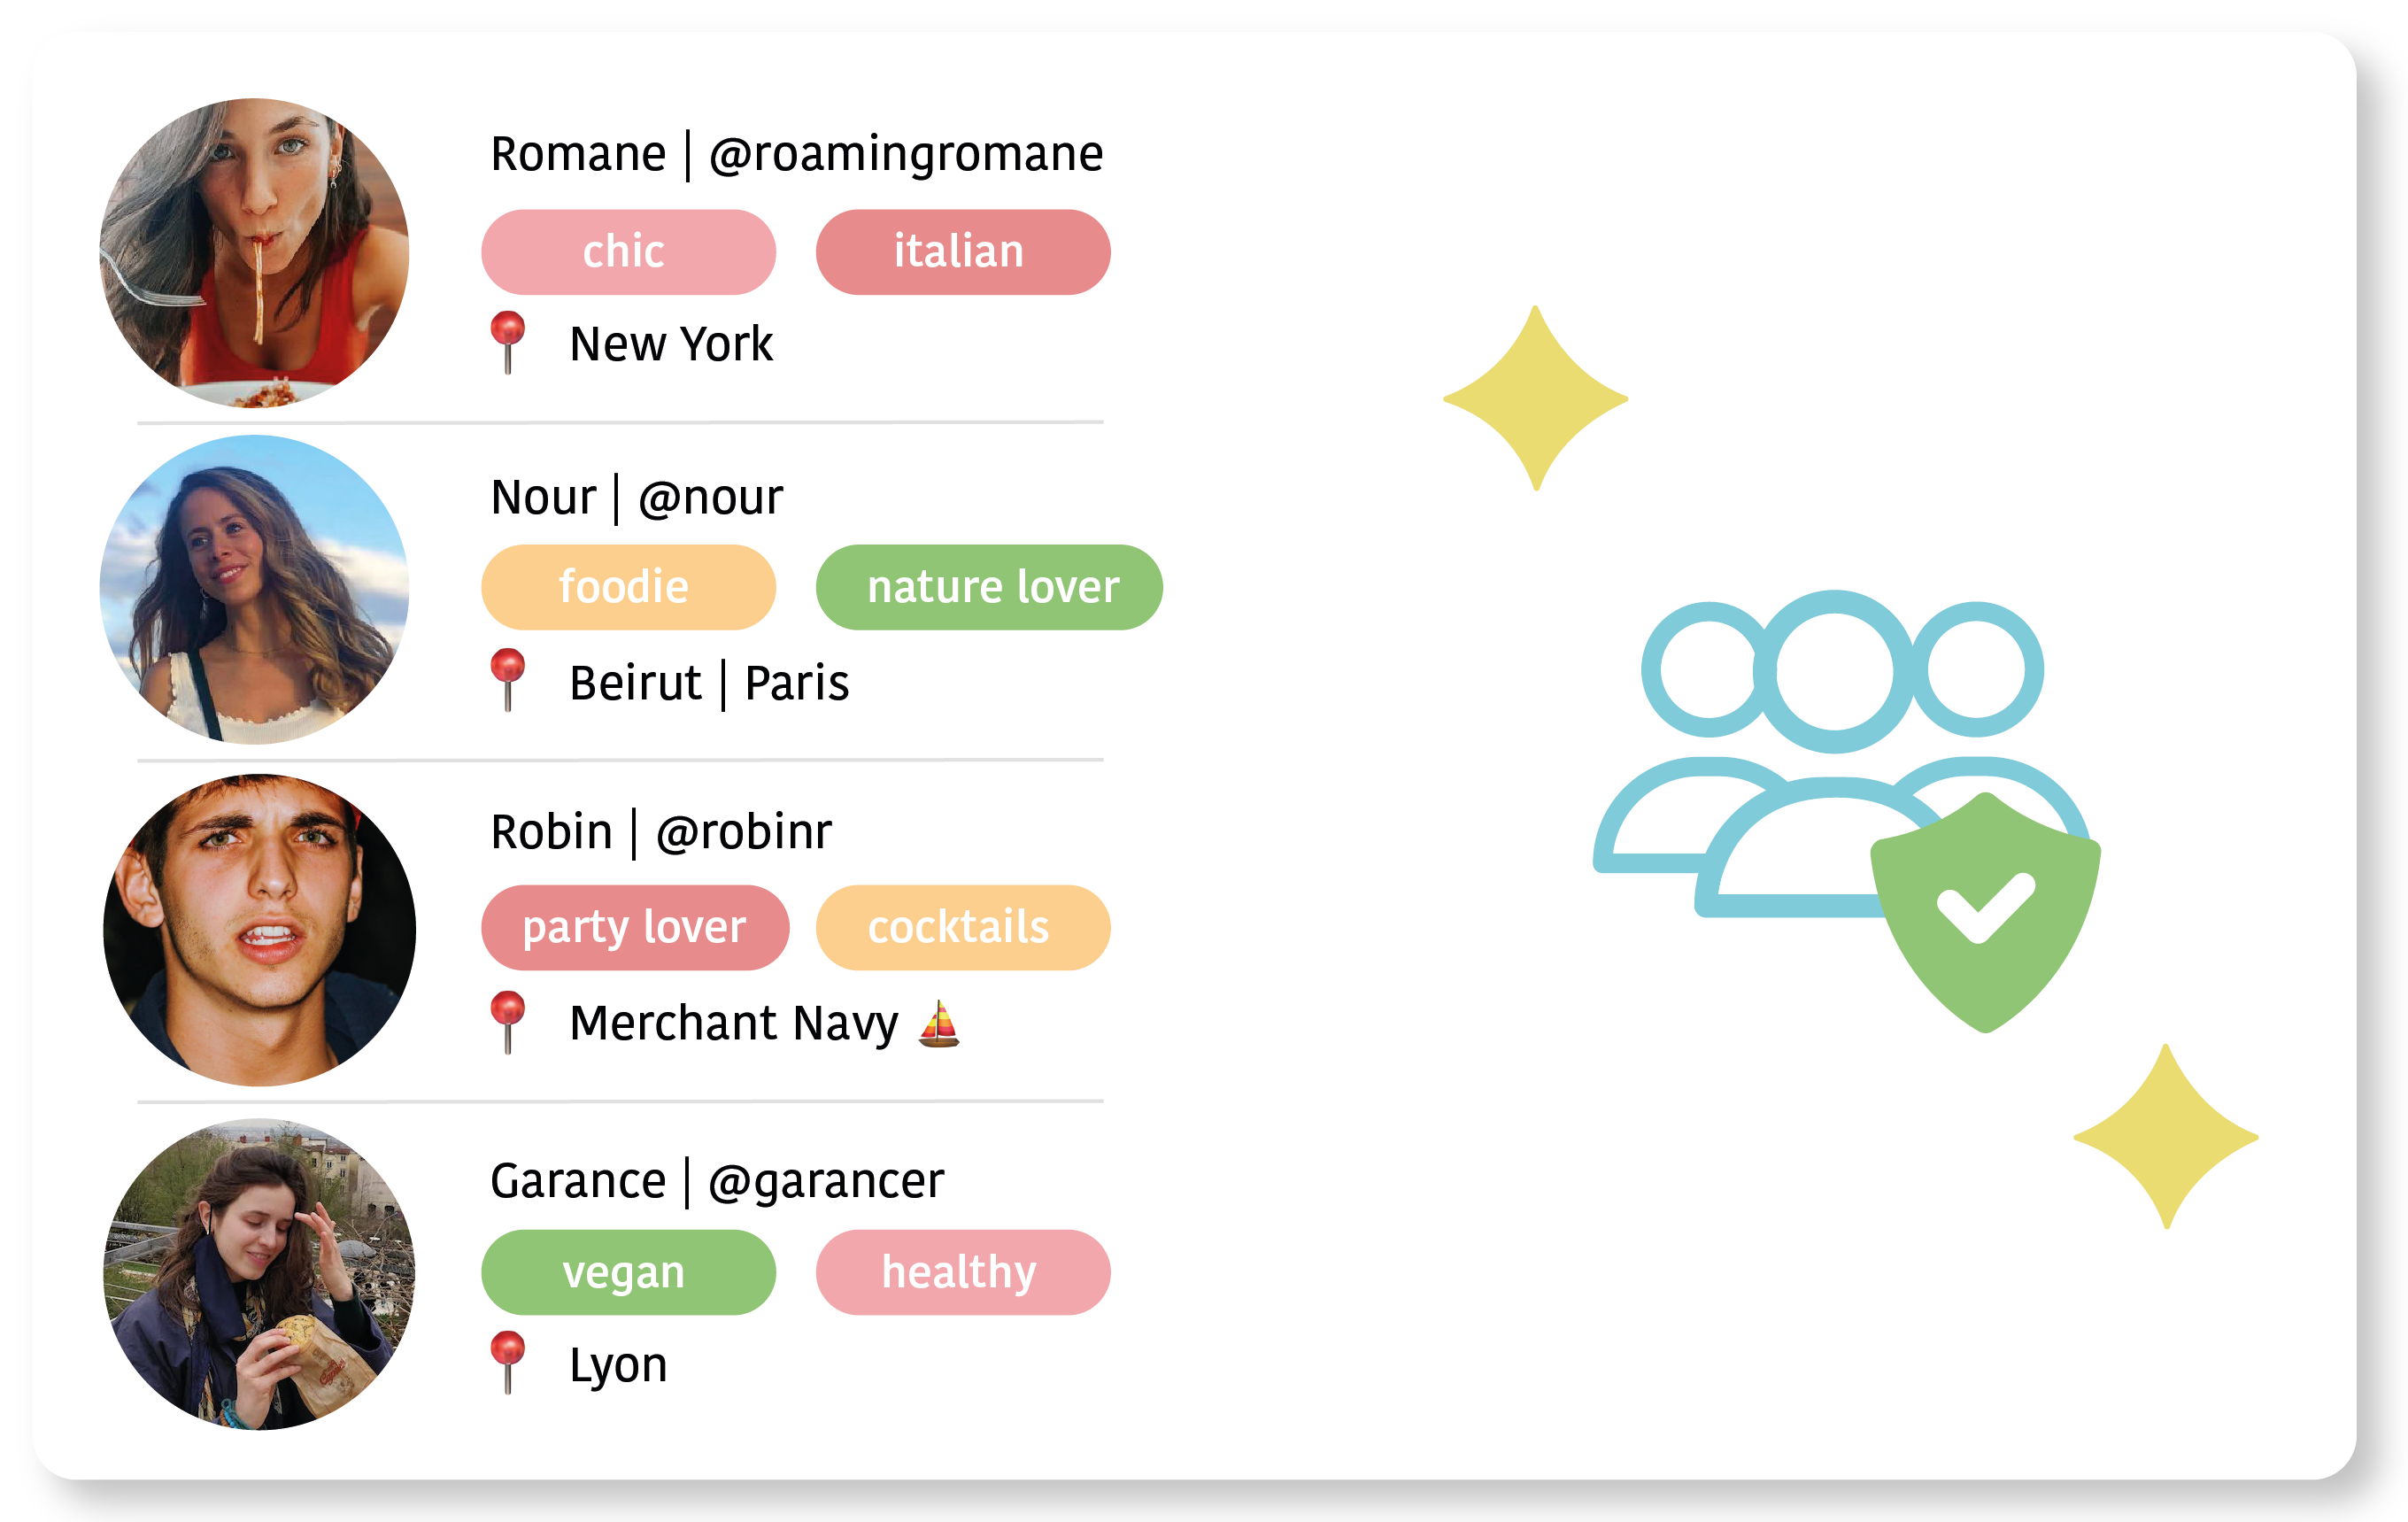 Romane | @roamingromane
chic italian
New York
Nour | @nour
foodie nature lover
Beirut | Paris
Robin | @robinr
party lover cocktails
Merchant Navy
Garance | @garancer
vegan healthy
Lyon